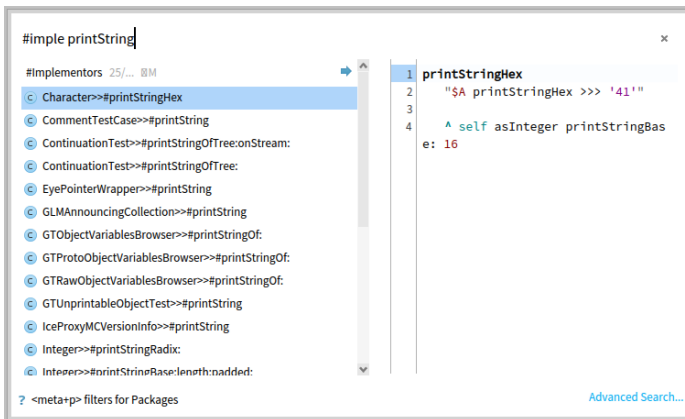 #imple printString
×
#Implementors 25/... ⌧M
Character>>#printStringHex
CommentTestCase>>#printString
ContinuationTest>>#printStringOfTree:onStream:
ContinuationTest>>#printStringOfTree:
EyePointerWrapper>>#printString
GLMAnnouncingCollection>>#printString
GTObjectVariablesBrowser>>#printStringOf:
GTProtoObjectVariablesBrowser>>#printStringOf:
GTRawObjectVariablesBrowser>>#printStringOf:
GTUnprintableObjectTest>>#printString
IceProxyMCVersionInfo>>#printString
Integer>>#printStringRadix:
Integer>>#printStringBase:length:padded:
1 printStringHex
2 "$A printStringHex >>> '41'"
3
4 ^ self asInteger printStringBas
e: 16
? <meta+p> filters for Packages
Advanced Search...